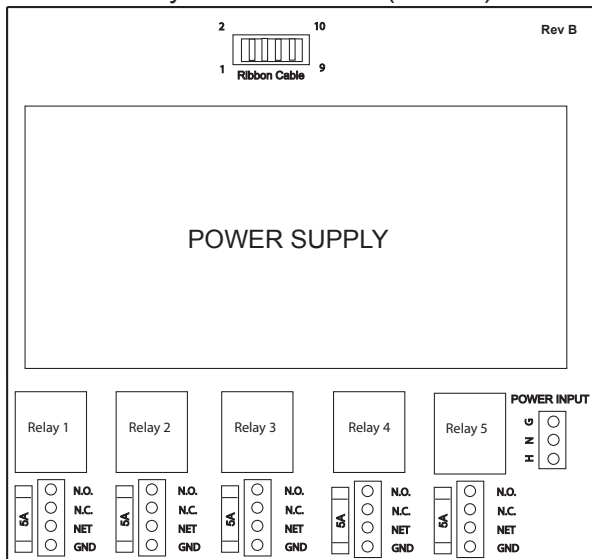 2 10 Rev B
1 9
Ribbon Cable
POWER SUPPLY
POWER INPUT
Relay 1 Relay 2 Relay 3 Relay 4 Relay 5
G
N
H
5A N.O. 5A N.O. 5A N.O. 5A N.O. 5A N.O.
N.C. N.C. N.C. N.C. N.C.
NET NET NET NET NET
GND GND GND GND GND